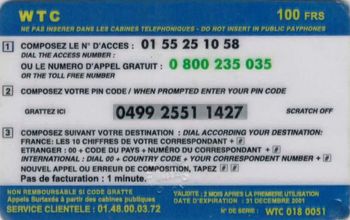 WTC 100 FRS
NE PAS INSERER DANS LES CABINES TELEPHONIQUES - DO NOT INSERT IN PUBLIC PAYPHONES
1 COMPOSEZ LE N° D'ACCES : 01 55 25 10 58
DIAL THE ACCESS NUMBER :
OU LE NUMERO D'APPEL GRATUIT : 0 800 235 035
OR THE TOLL FREE NUMBER
2 COMPOSEZ VOTRE PIN CODE / WHEN PROMPTED ENTER YOUR PIN CODE
GRATTEZ ICI 0499 2551 1427 SCRATCH OFF
3 COMPOSEZ SUIVANT VOTRE DESTINATION : DIAL ACCORDING YOUR DESTINATION:
FRANCE: LES 10 CHIFFRES DE VOTRE CORRESPONDANT + #
ETRANGER : 00 + CODE DU PAYS + NUMERO DU CORRESPONDANT + #
INTERNATIONAL : DIAL 00 + COUNTRY CODE + YOUR CORRESPONDENT NUMBER + #
NOUVEL APPEL OU ERREUR DE COMPOSITION, TAPEZ # #
Pas de facturation : 1 minute.
NON REMBOURSABLE SI CODE GRATTE
Appels Surtaxés à partir des cabines publiques
SERVICE CLIENTELE : 01.48.00.03.72
VALIDITE : 2 MOIS APRES LA PREMIERE UTILISATION
DATE D'EXPIRATION : 31 DECEMBRE 2001
N° DE SERIE : WTC 018 0051